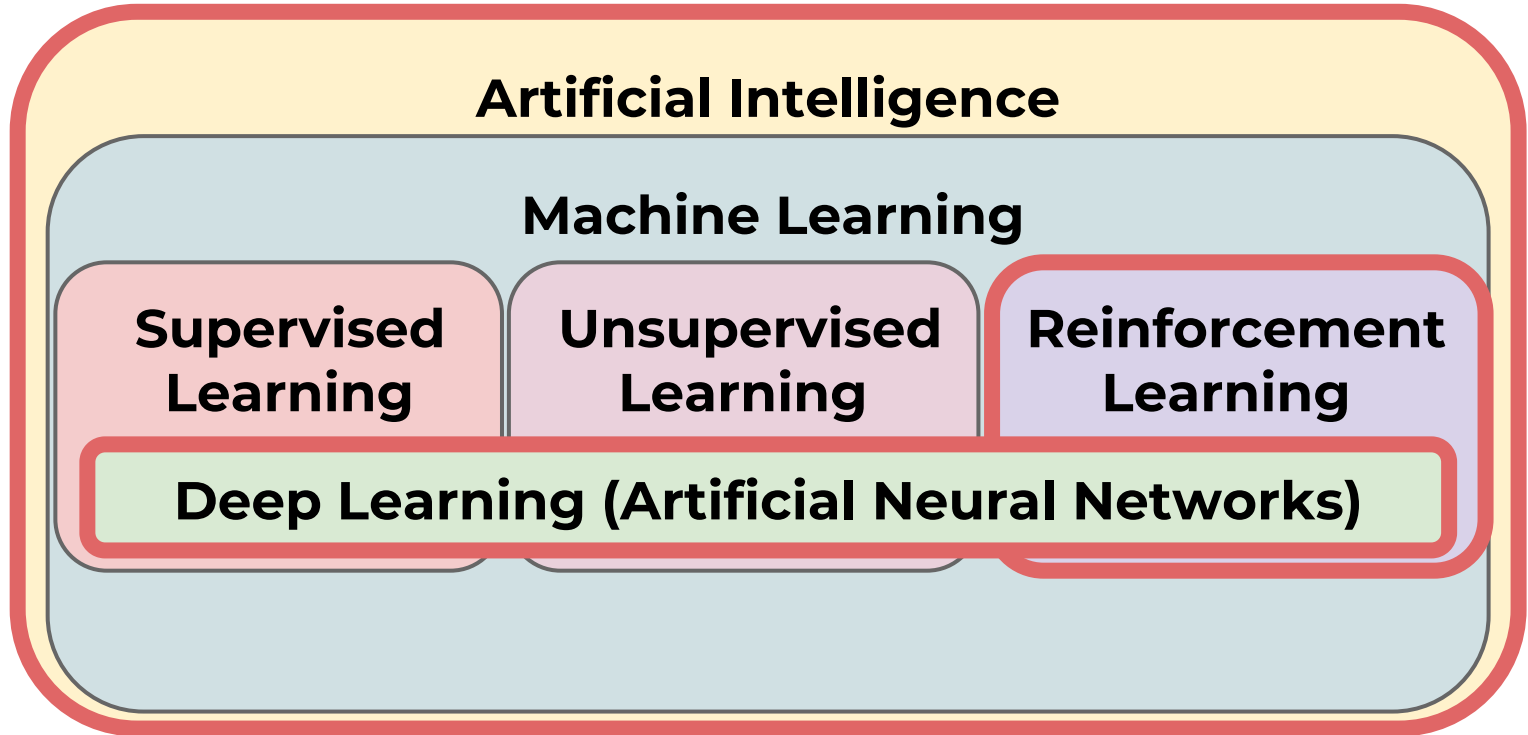 Artificial Intelligence
Machine Learning
Supervised
Learning
Unsupervised
Learning
Reinforcement
Learning
Deep Learning (Artificial Neural Networks)